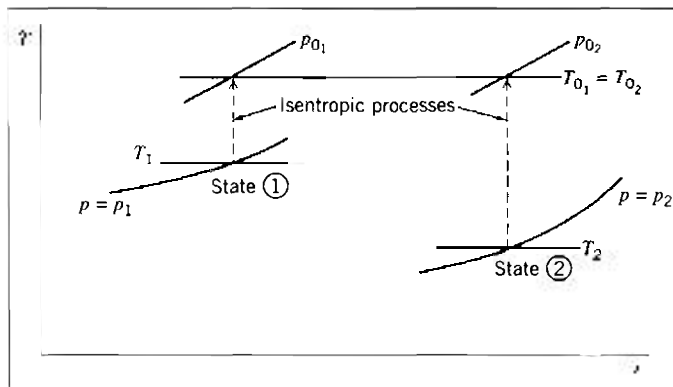 T
p01
p02
T01 = T02
Isentropic processes
T1
State 1
p = p1
p = p2
T2
State 2
s